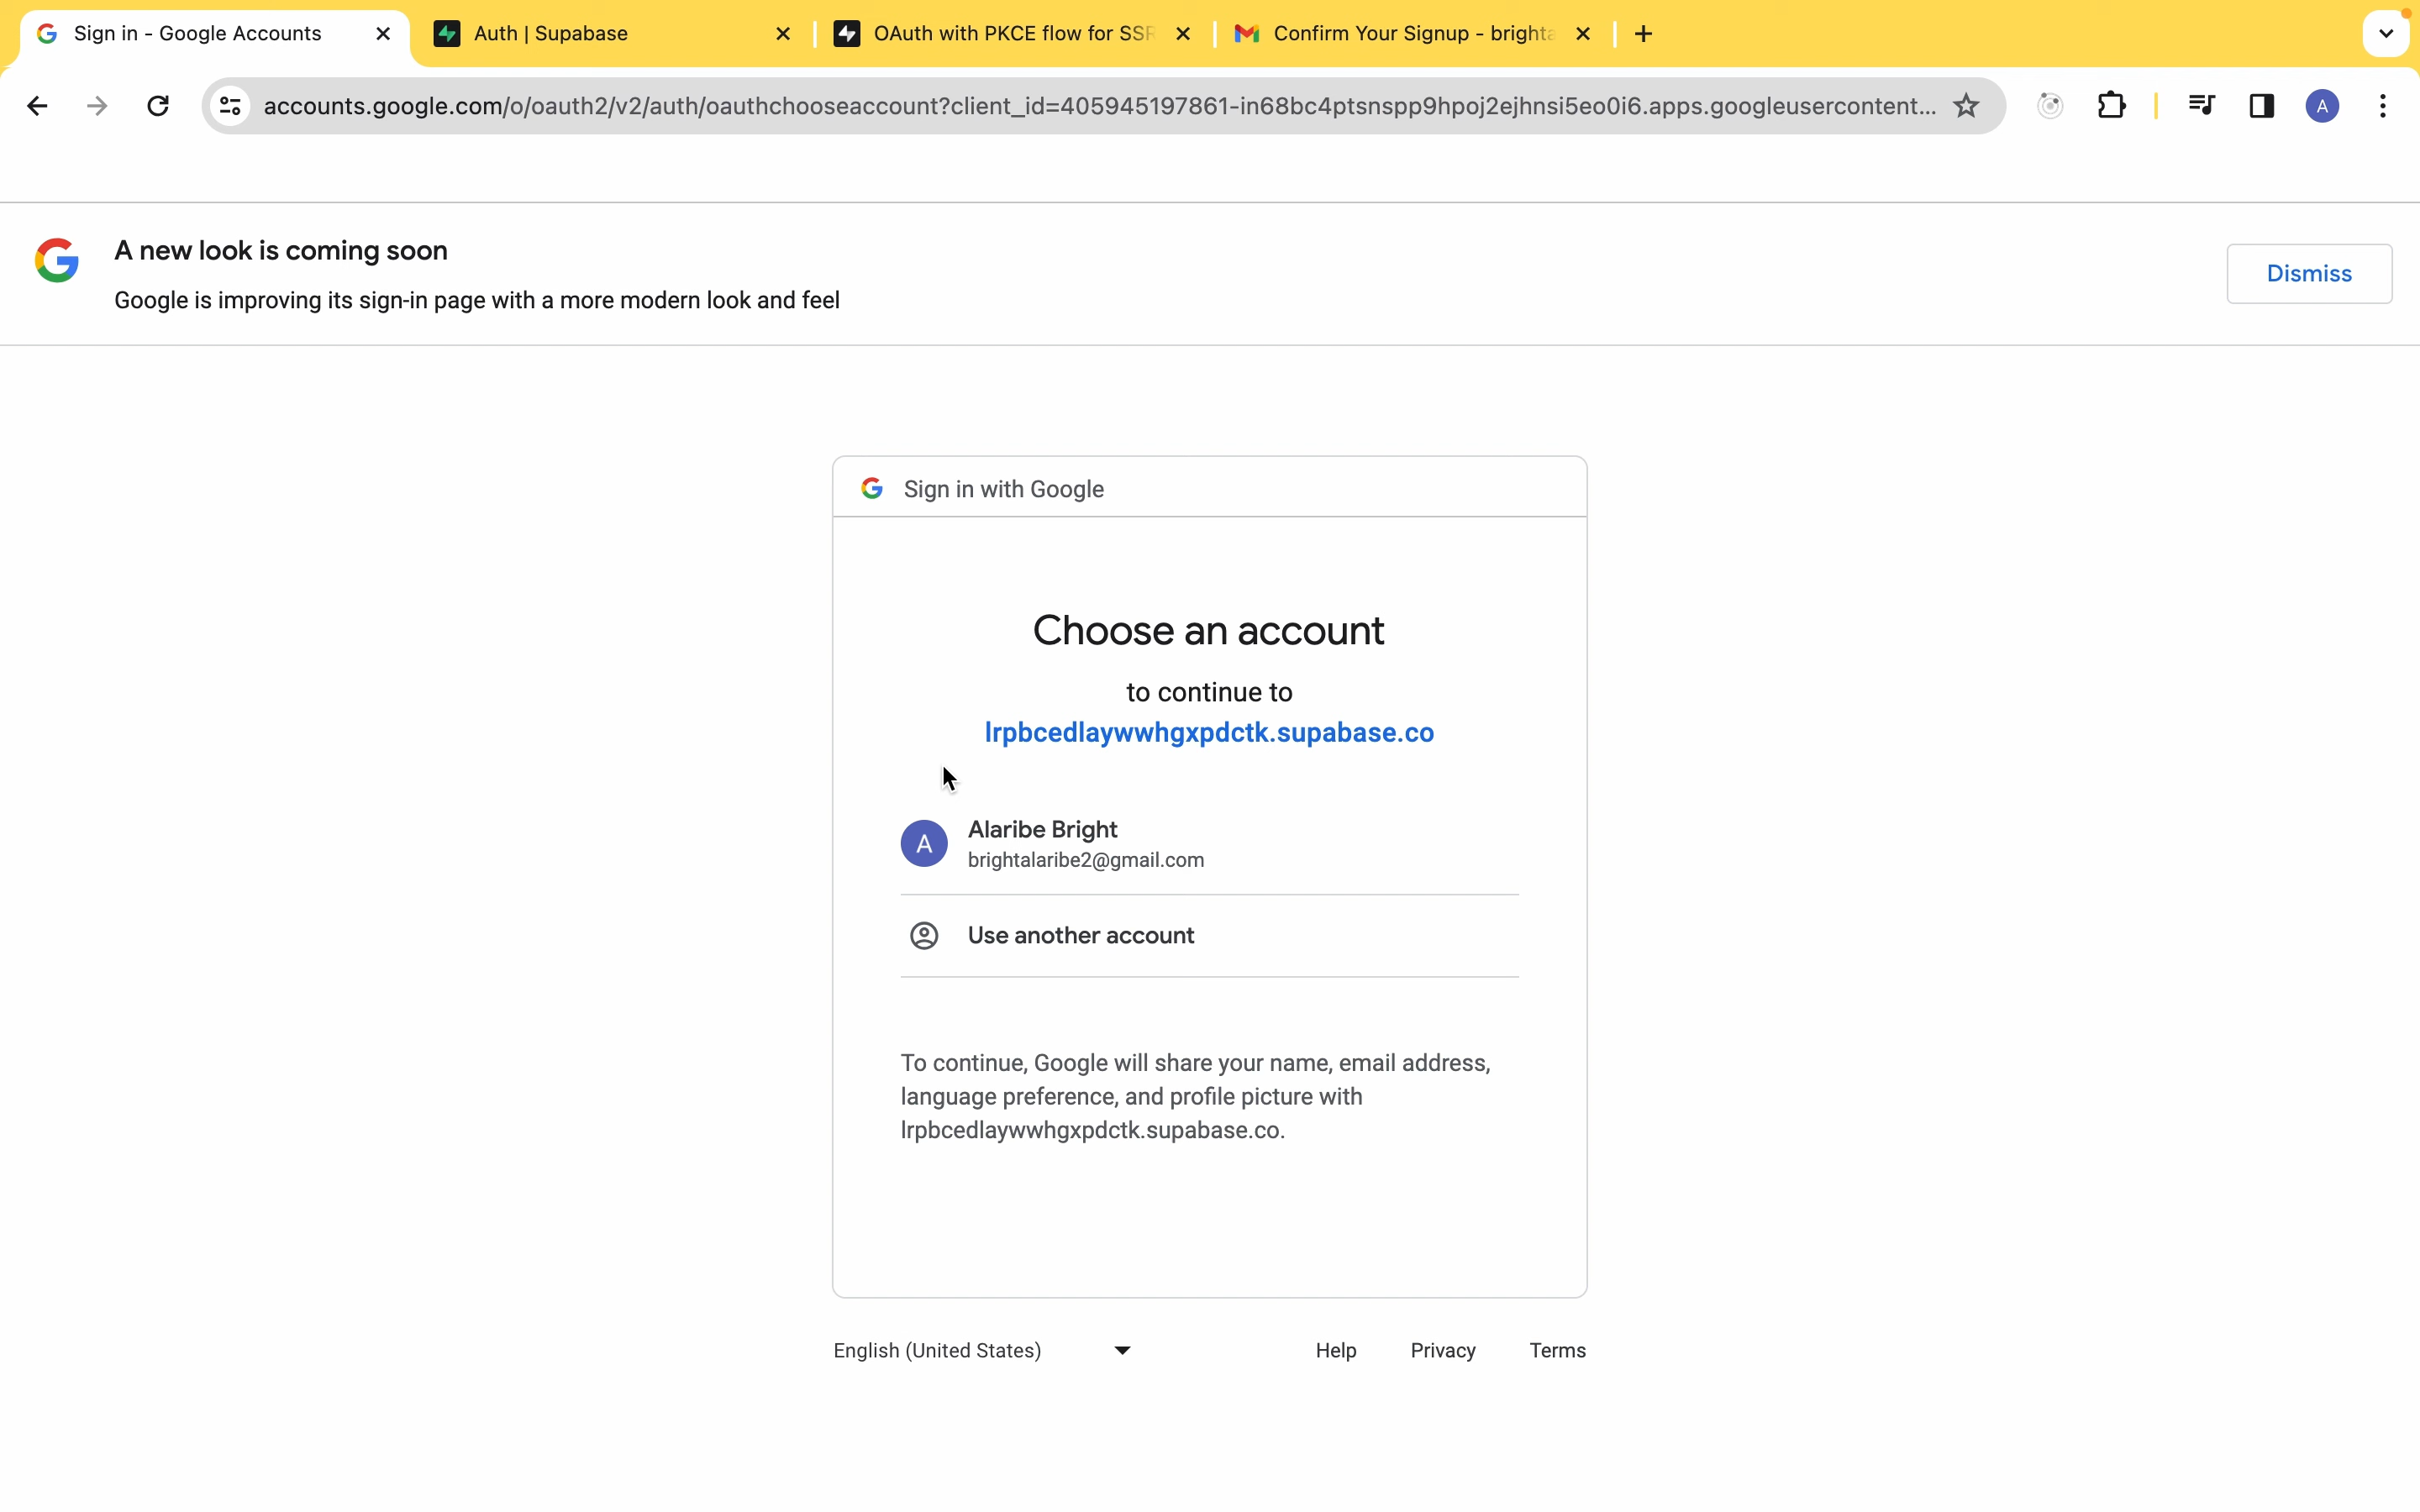 Sign in - Google Accounts
Auth | Supabase
OAuth with PKCE flow for SSR
Confirm Your Signup - brighta
accounts.google.com/o/oauth2/v2/auth/oauthchooseaccount?client_id=405945197861-in68bc4ptsnspp9hpoj2ejhnsi5eo0i6.apps.googleusercontent...
A
A new look is coming soon
Google is improving its sign-in page with a more modern look and feel
Dismiss
Sign in with Google
Choose an account
to continue to
lrpbcedlaywwhgxpdctk.supabase.co
A
Alaribe Bright
brightalaribe2@gmail.com
Use another account
To continue, Google will share your name, email address,
language preference, and profile picture with
lrpbcedlaywwhgxpdctk.supabase.co.
English (United States)
Help
Privacy
Terms